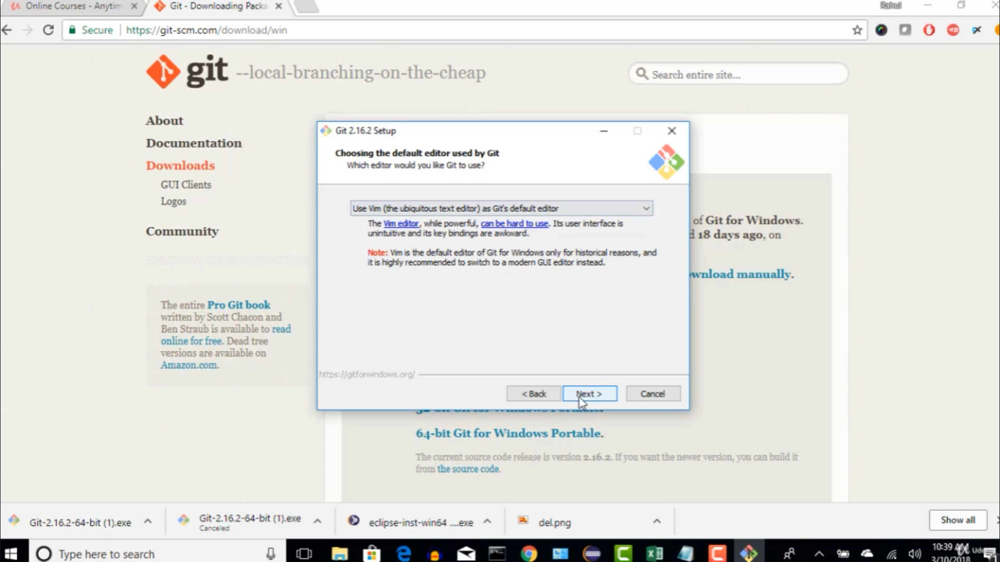 Online Courses - Anytim
Git - Downloading Packa
Rahul
Secure
https://git-scm.com/download/win
git --local-branching-on-the-cheap
Search entire site...
About
Documentation
Downloads
GUI Clients
Logos
Community
The entire Pro Git book
written by Scott Chacon and
Ben Straub is available to read
online for free. Dead tree
versions are available on
Amazon.com.
Git 2.16.2 Setup
Choosing the default editor used by Git
Which editor would you like Git to use?
Use Vim (the ubiquitous text editor) as Git's default editor
The Vim editor, while powerful, can be hard to use. Its user interface is
unintuitive and its key bindings are awkward.
Note: Vim is the default editor of Git for Windows only for historical reasons, and
it is highly recommended to switch to a modern GUI editor instead.
https://gitforwindows.org/
< Back
Next >
Cancel
of Git for Windows.
d 18 days ago, on
ownload manually.
32-bit Git for Windows Portable.
64-bit Git for Windows Portable.
The current source code release is version 2.16.2. If you want the newer version, you can build it
from the source code.
Git-2.16.2-64-bit (1).exe
Git-2.16.2-64-bit (1).exe
Canceled
eclipse-inst-win64 ....exe
del.png
Show all
Type here to search
10:39 AM
3/10/2018